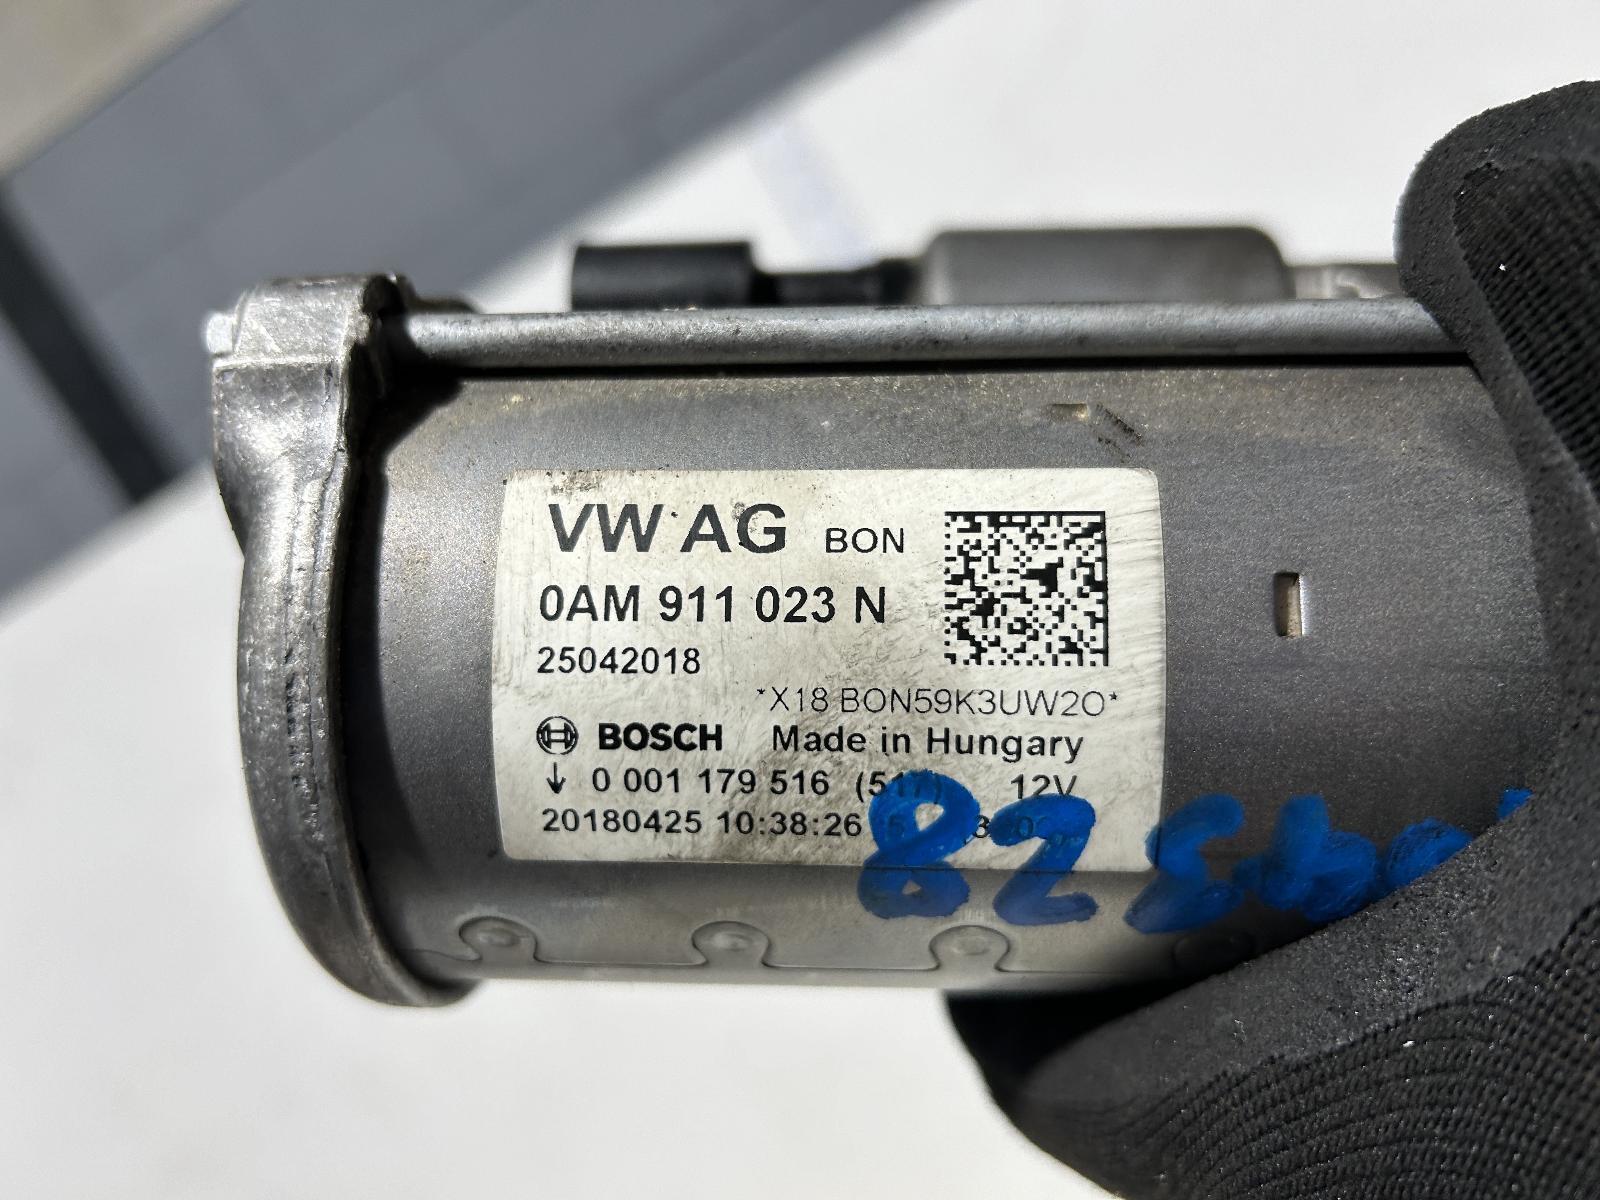 VW AG BON
0AM 911 023 N
25042018
*X18 BON59K3UW2O*
BOSCH Made in Hungary
↓ 0 001 179 516 (517) 12V
20180425 10:38:26